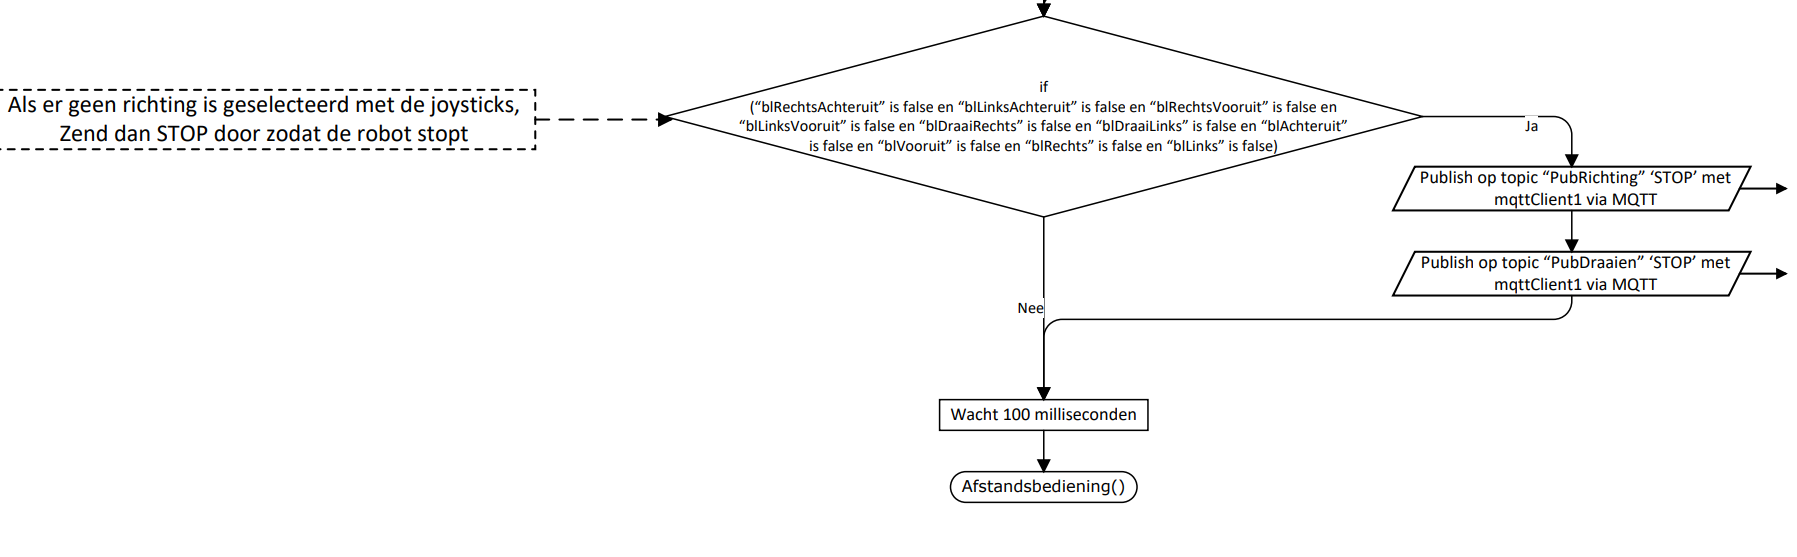 Als er geen richting is geselecteerd met de joysticks,
Zend dan STOP door zodat de robot stopt
if
(“blRechtsAchteruit” is false en “blLinksAchteruit” is false en “blRechtsVooruit” is false en
“blLinksVooruit” is false en “blDraaiRechts” is false en “blDraaiLinks” is false en “blAchteruit”
is false en “blVooruit” is false en “blRechts” is false en “blLinks” is false)
Ja
Publish op topic “PubRichting” ‘STOP’ met
mqttClient1 via MQTT
Publish op topic “PubDraaien” ‘STOP’ met
mqttClient1 via MQTT
Nee
Wacht 100 milliseconden
Afstandsbediening()